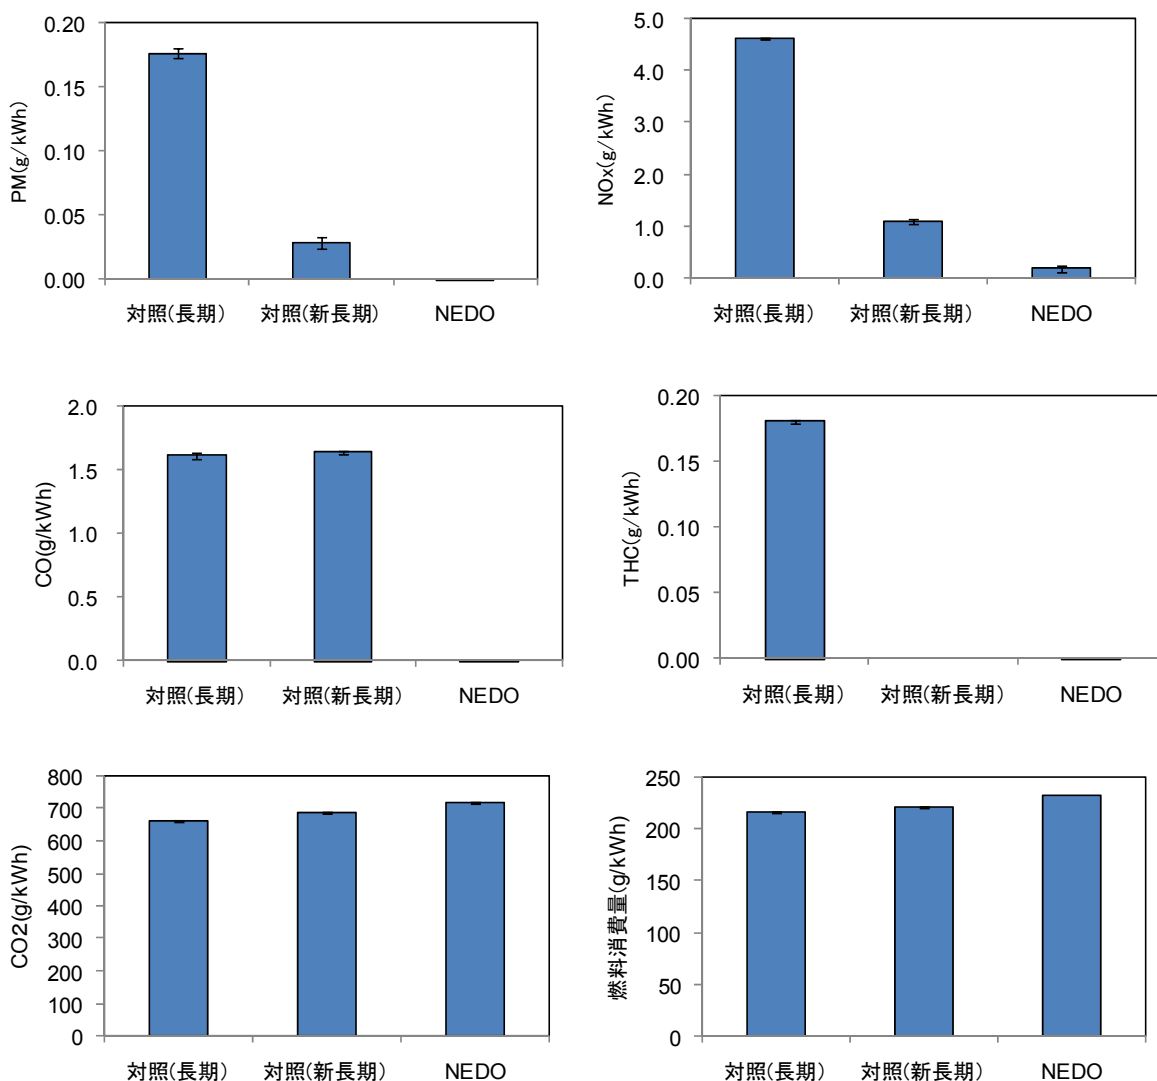 PM(g/kWh)
0.20
0.15
0.10
0.05
0.00
対照(長期)
対照(新長期)
NEDO
NOx(g/kWh)
5.0
4.0
3.0
2.0
1.0
0.0
対照(長期)
対照(新長期)
NEDO
CO(g/kWh)
2.0
1.5
1.0
0.5
0.0
対照(長期)
対照(新長期)
NEDO
THC(g/kWh)
0.20
0.15
0.10
0.05
0.00
対照(長期)
対照(新長期)
NEDO
CO2(g/kWh)
800
700
600
500
400
300
200
100
0
対照(長期)
対照(新長期)
NEDO
燃料消費量(g/kWh)
250
200
150
100
50
0
対照(長期)
対照(新長期)
NEDO